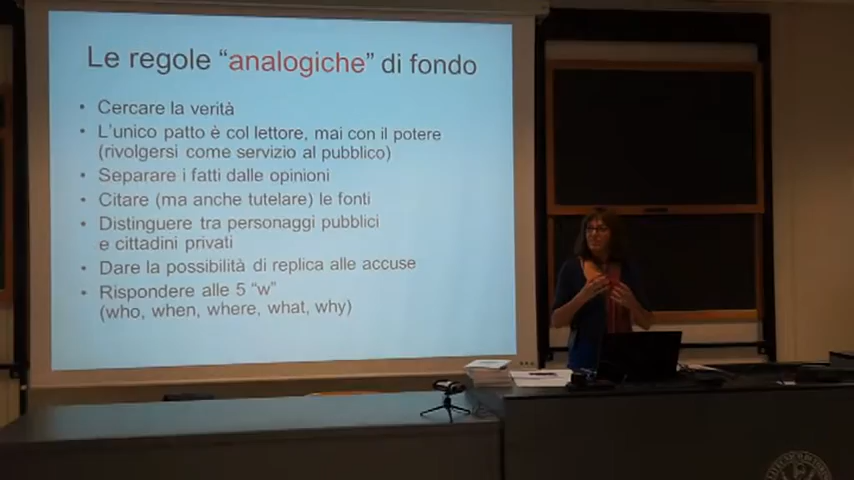 Le regole “analogiche” di fondo
• Cercare la verità
• L'unico patto è col lettore, mai con il potere
(rivolgersi come servizio al pubblico)
• Separare i fatti dalle opinioni
• Citare (ma anche tutelare) le fonti
• Distinguere tra personaggi pubblici
e cittadini privati
• Dare la possibilità di replica alle accuse
• Rispondere alle 5 “w”
(who, when, where, what, why)